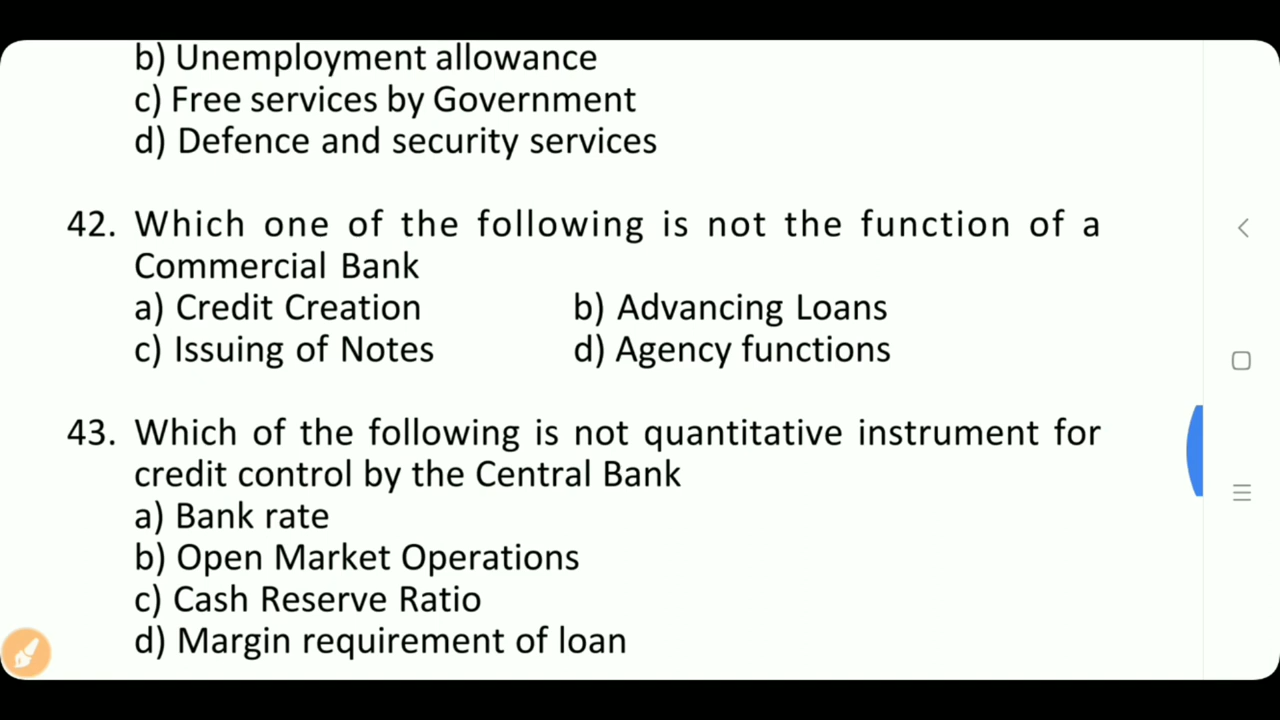 b) Unemployment allowance
c) Free services by Government
d) Defence and security services
42. Which one of the following is not the function of a
Commercial Bank
a) Credit Creation b) Advancing Loans
c) Issuing of Notes d) Agency functions
43. Which of the following is not quantitative instrument for
credit control by the Central Bank
a) Bank rate
b) Open Market Operations
c) Cash Reserve Ratio
d) Margin requirement of loan